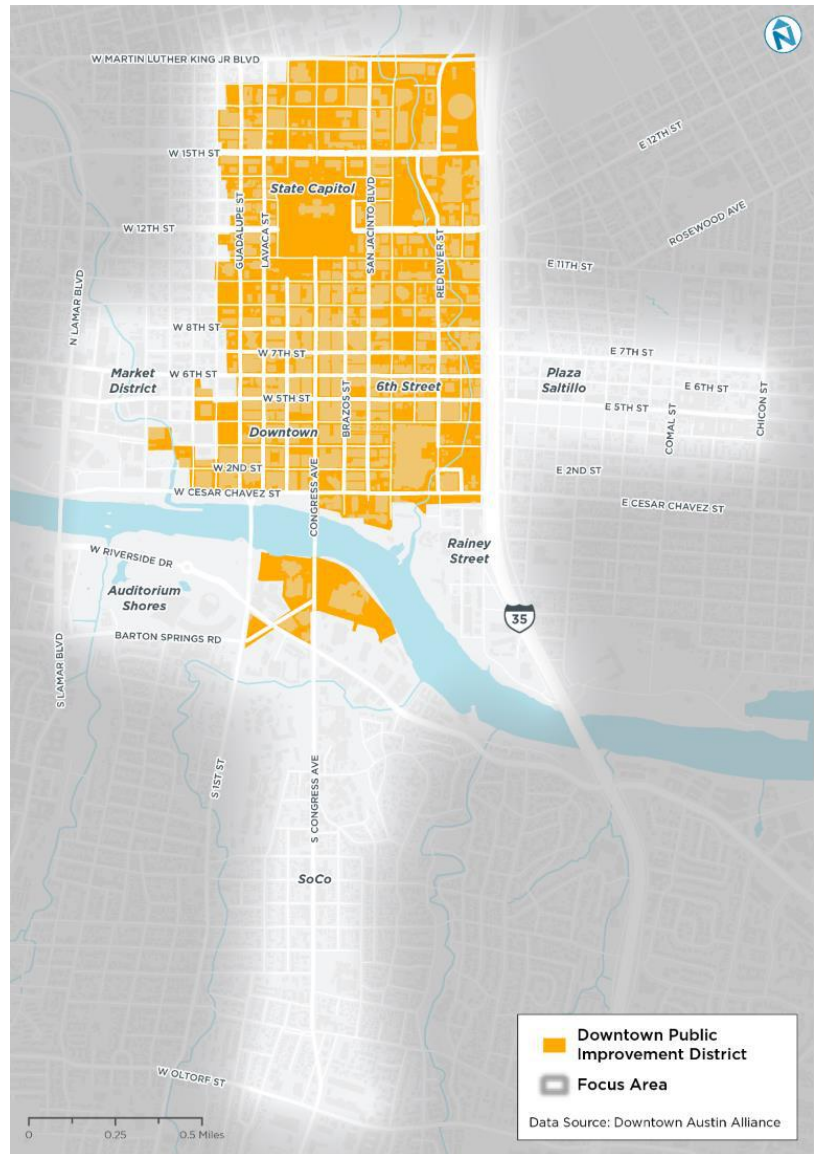 N
W MARTIN LUTHER KING JR BLVD
E 12TH ST
W 15TH ST
State Capitol
GUADALUPE ST
LAVACA ST
SAN JACINTO BLVD
RED RIVER ST
ROSEWOOD AVE
W 12TH ST
E 11TH ST
N LAMAR BLVD
W 8TH ST
W 7TH ST
E 7TH ST
Market
District
W 6TH ST
6th Street
Plaza
Saltillo
E 6TH ST
BRAZOS ST
W 5TH ST
E 5TH ST
COMAL ST
CHICON ST
Downtown
W 2ND ST
E 2ND ST
W CESAR CHAVEZ ST
CONGRESS AVE
E CESAR CHAVEZ ST
W RIVERSIDE DR
Rainey
Street
Auditorium
Shores
35
BARTON SPRINGS RD
S LAMAR BLVD
S 1ST ST
S CONGRESS AVE
SoCo
W OLTORF ST
Downtown Public
Improvement District
Focus Area
Data Source: Downtown Austin Alliance
0 0.25 0.5 Miles